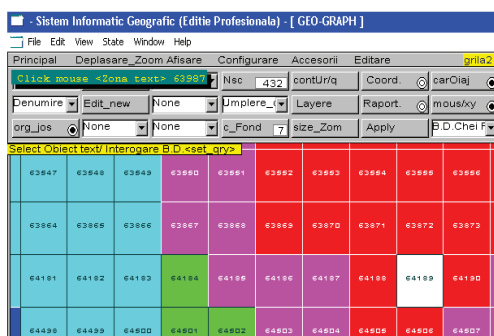 - Sistem Informatic Geografic (Editie Profesionala) - [ GEO-GRAPH ]
File Edit View State Window Help
Principal Deplasare_Zoom Afisare Configurare Accesorii Editare grila2
Click mouse <Zona text> 63987 Nsc 432 contUr/q Coord. carOiaj
Denumire Edit_new None Umplere_( Layere Raport. mous/xy
org_jos None None c_Fond 7 size_Zom Apply B.D.Chei F
Select Obiect text/ Interogare B.D.<set_qry>
63547 63548 63549 63550 63551 63552 63553 63554 63555 63556
63864 63865 63866 63867 63868 63869 63870 63871 63872 63873
64181 64182 64183 64184 64185 64186 64187 64188 64189 64190
64498 64499 64500 64501 64502 64503 64504 64505 64506 64507